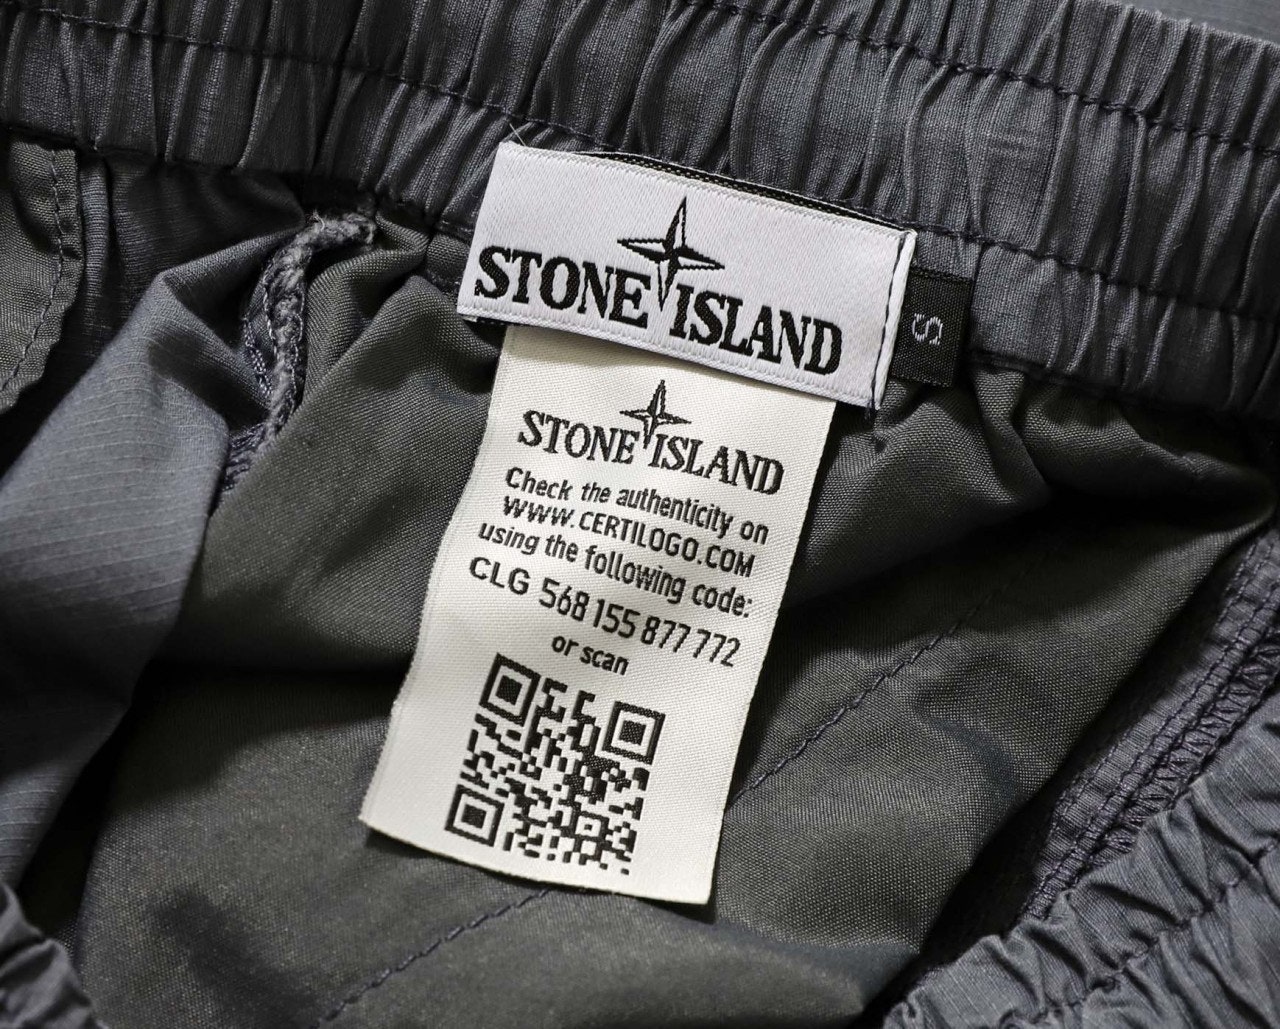 STONE ISLAND
S
STONE ISLAND
Check the authenticity on
WWW.CERTILOGO.COM
using the following code:
CLG 568 155 877 772
or scan